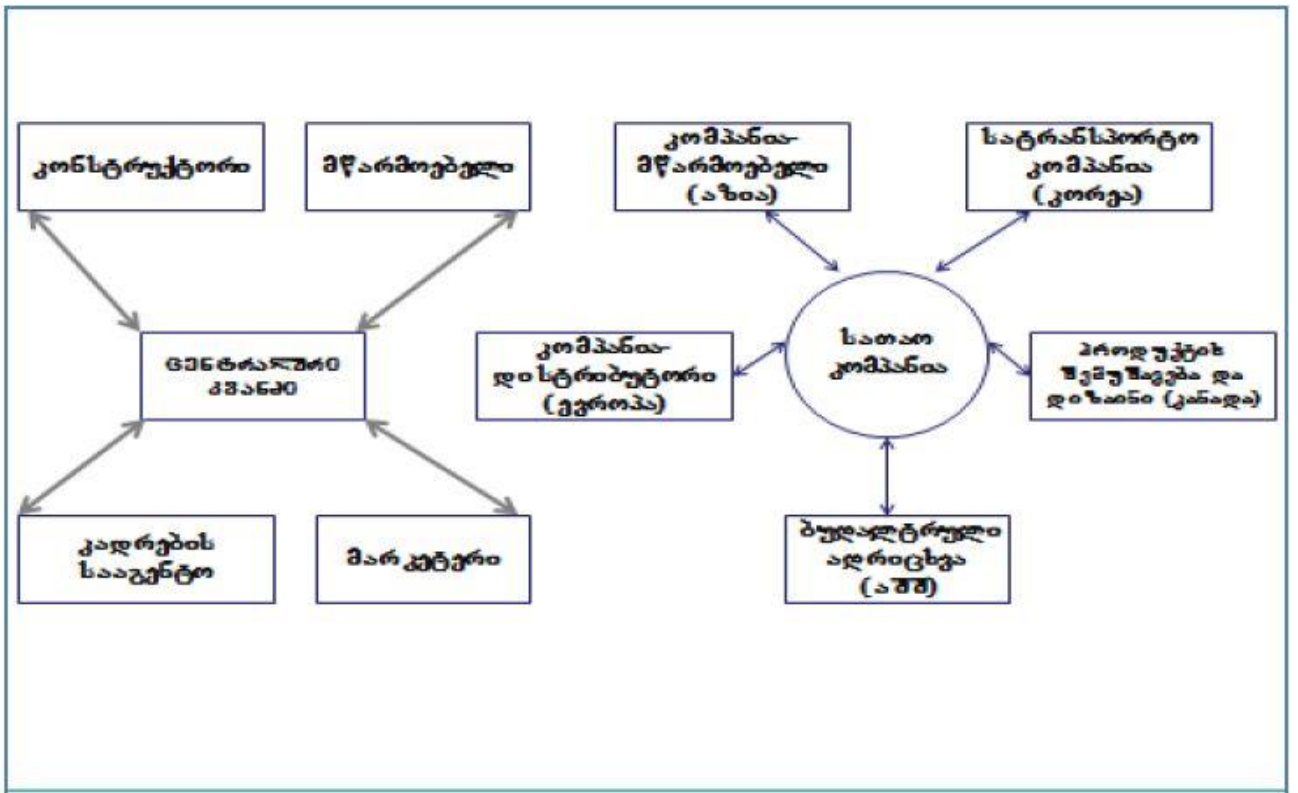 კონსტრუქტორი
მწარმოებელი
ცენტრალური
კვანძი
კადრების
სააგენტო
მარკეტერი
კომპანია-
მწარმოებელი
(აზია)
სატრანსპორტო
კომპანია
(კორეა)
კომპანია-
დისტრიბუტორი
(ევროპა)
სათაო
კომპანია
პროდუქტის
შემუშავება და
დიზაინი (კანადა)
ბუღალტრული
აღრიცხვა
(აშშ)